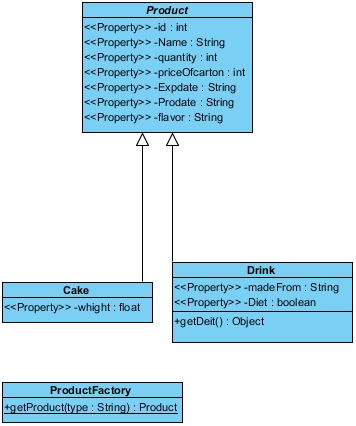 Product
<<Property>> -id : int
<<Property>> -Name : String
<<Property>> -quantity : int
<<Property>> -priceOfcarton : int
<<Property>> -Expdate : String
<<Property>> -Prodate : String
<<Property>> -flavor : String
Cake
<<Property>> -whight : float
Drink
<<Property>> -madeFrom : String
<<Property>> -Diet : boolean
+getDeit() : Object
ProductFactory
+getProduct(type : String) : Product